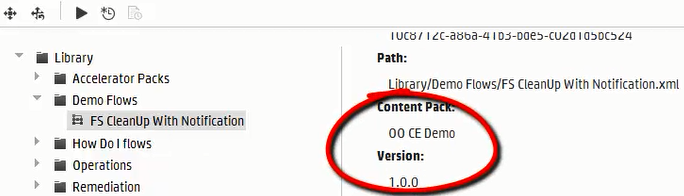 Library
Accelerator Packs
Demo Flows
FS CleanUp With Notification
How Do I flows
Operations
Remediation
10c8712c-a86a-41b3-bde5-c02d1d5bc524
Path:
Library/Demo Flows/FS CleanUp With Notification.xml
Content Pack:
OO CE Demo
Version:
1.0.0